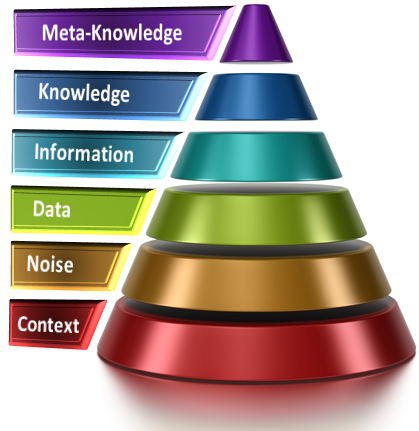 Meta-Knowledge
Knowledge
Information
Data
Noise
Context